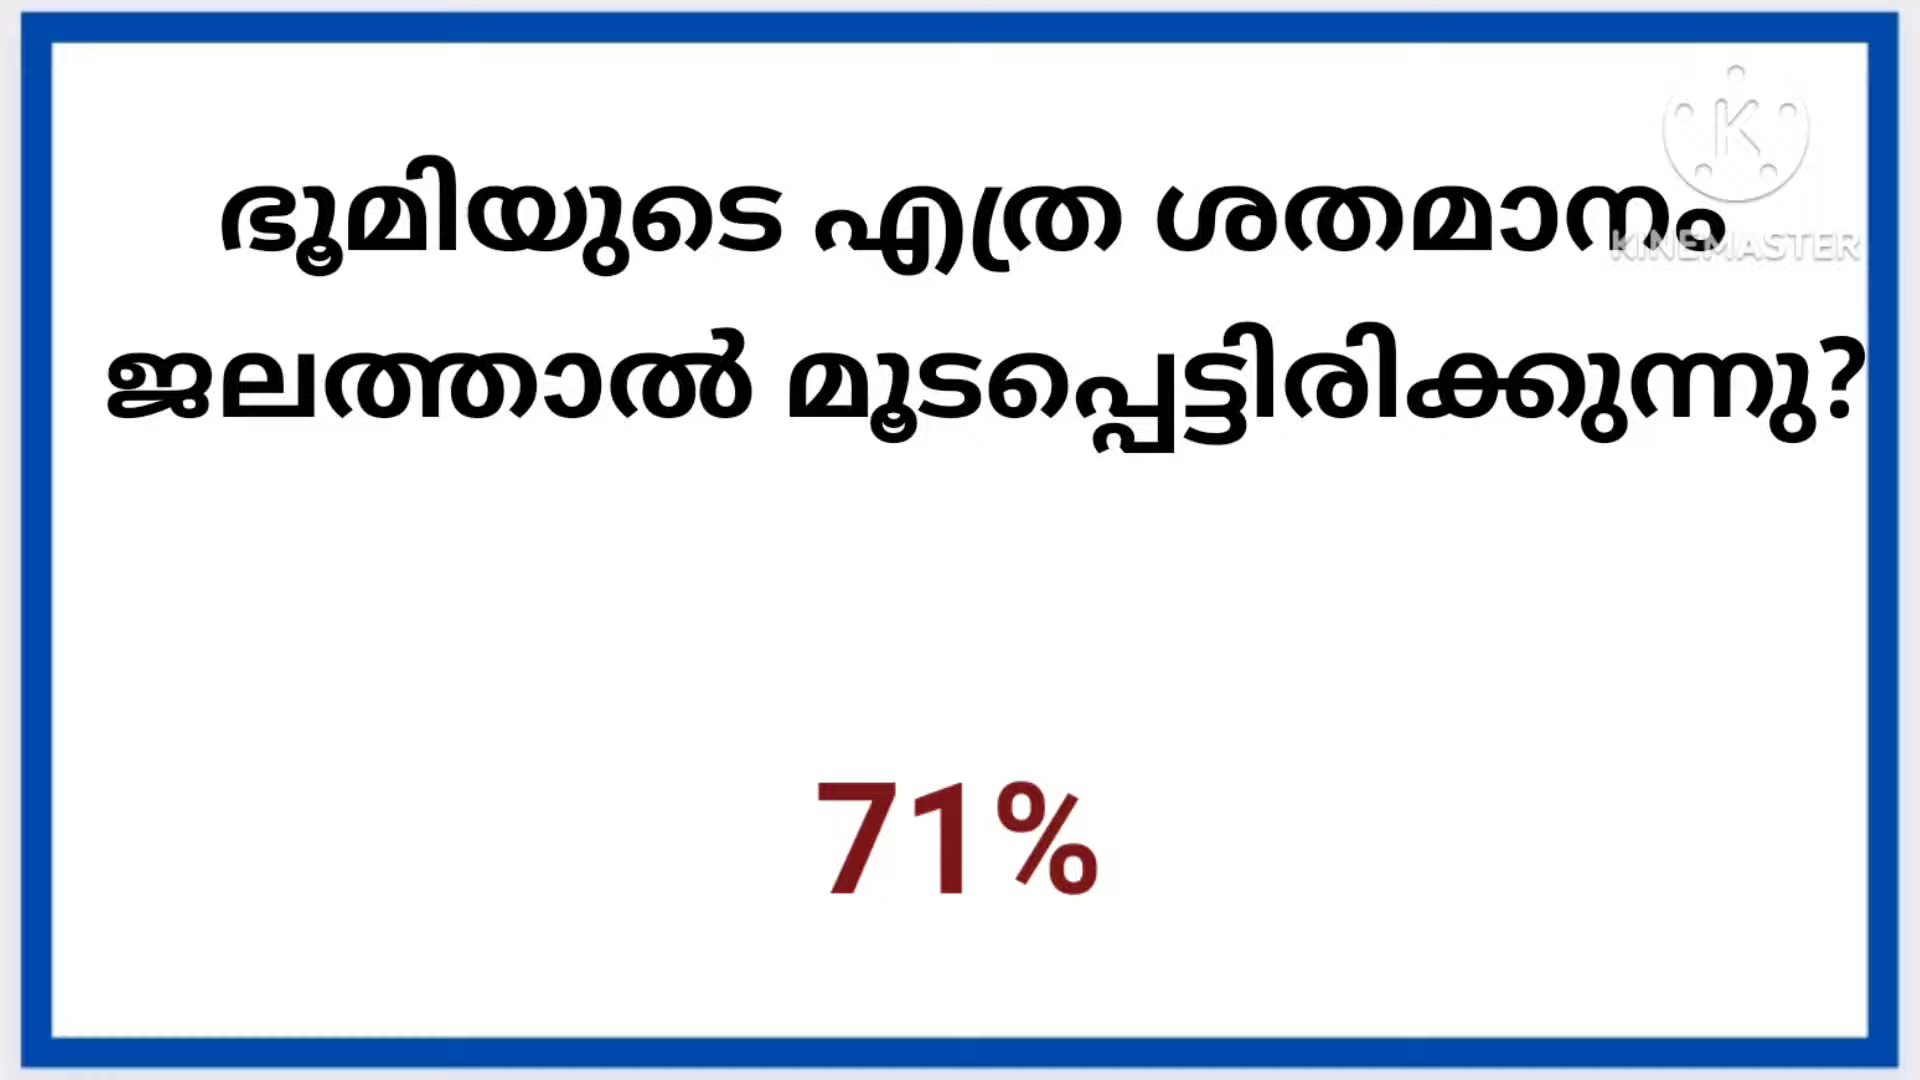 ഭൂമിയുടെ എത്ര ശതമാനം
ജലത്താൽ മൂടപ്പെട്ടിരിക്കുന്നു?
71%
K
KINEMASTER